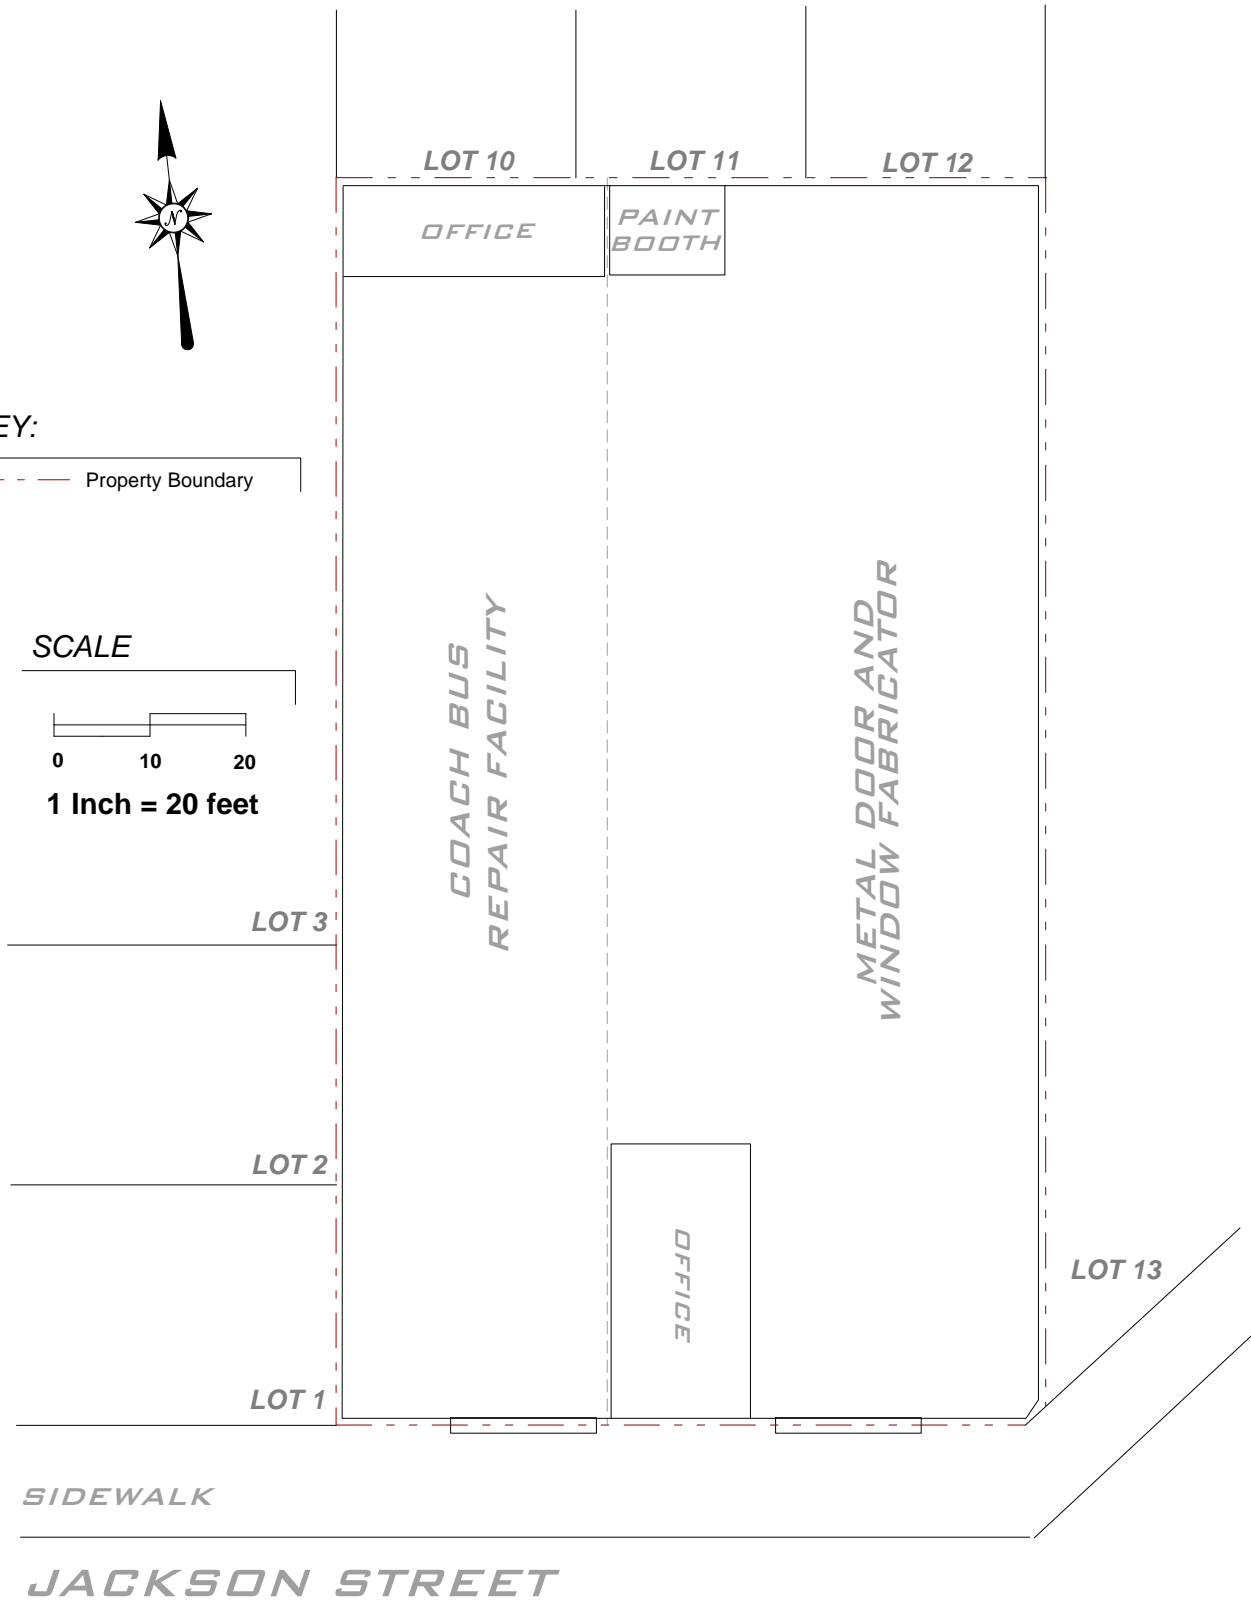 LOT 10
LOT 11
LOT 12
OFFICE
PAINT
BOOTH
N
EY:
Property Boundary
SCALE
0 10 20
1 Inch = 20 feet
COACH BUS
REPAIR FACILITY
METAL DOOR AND
WINDOW FABRICATOR
LOT 3
LOT 2
OFFICE
LOT 13
LOT 1
SIDEWALK
JACKSON STREET